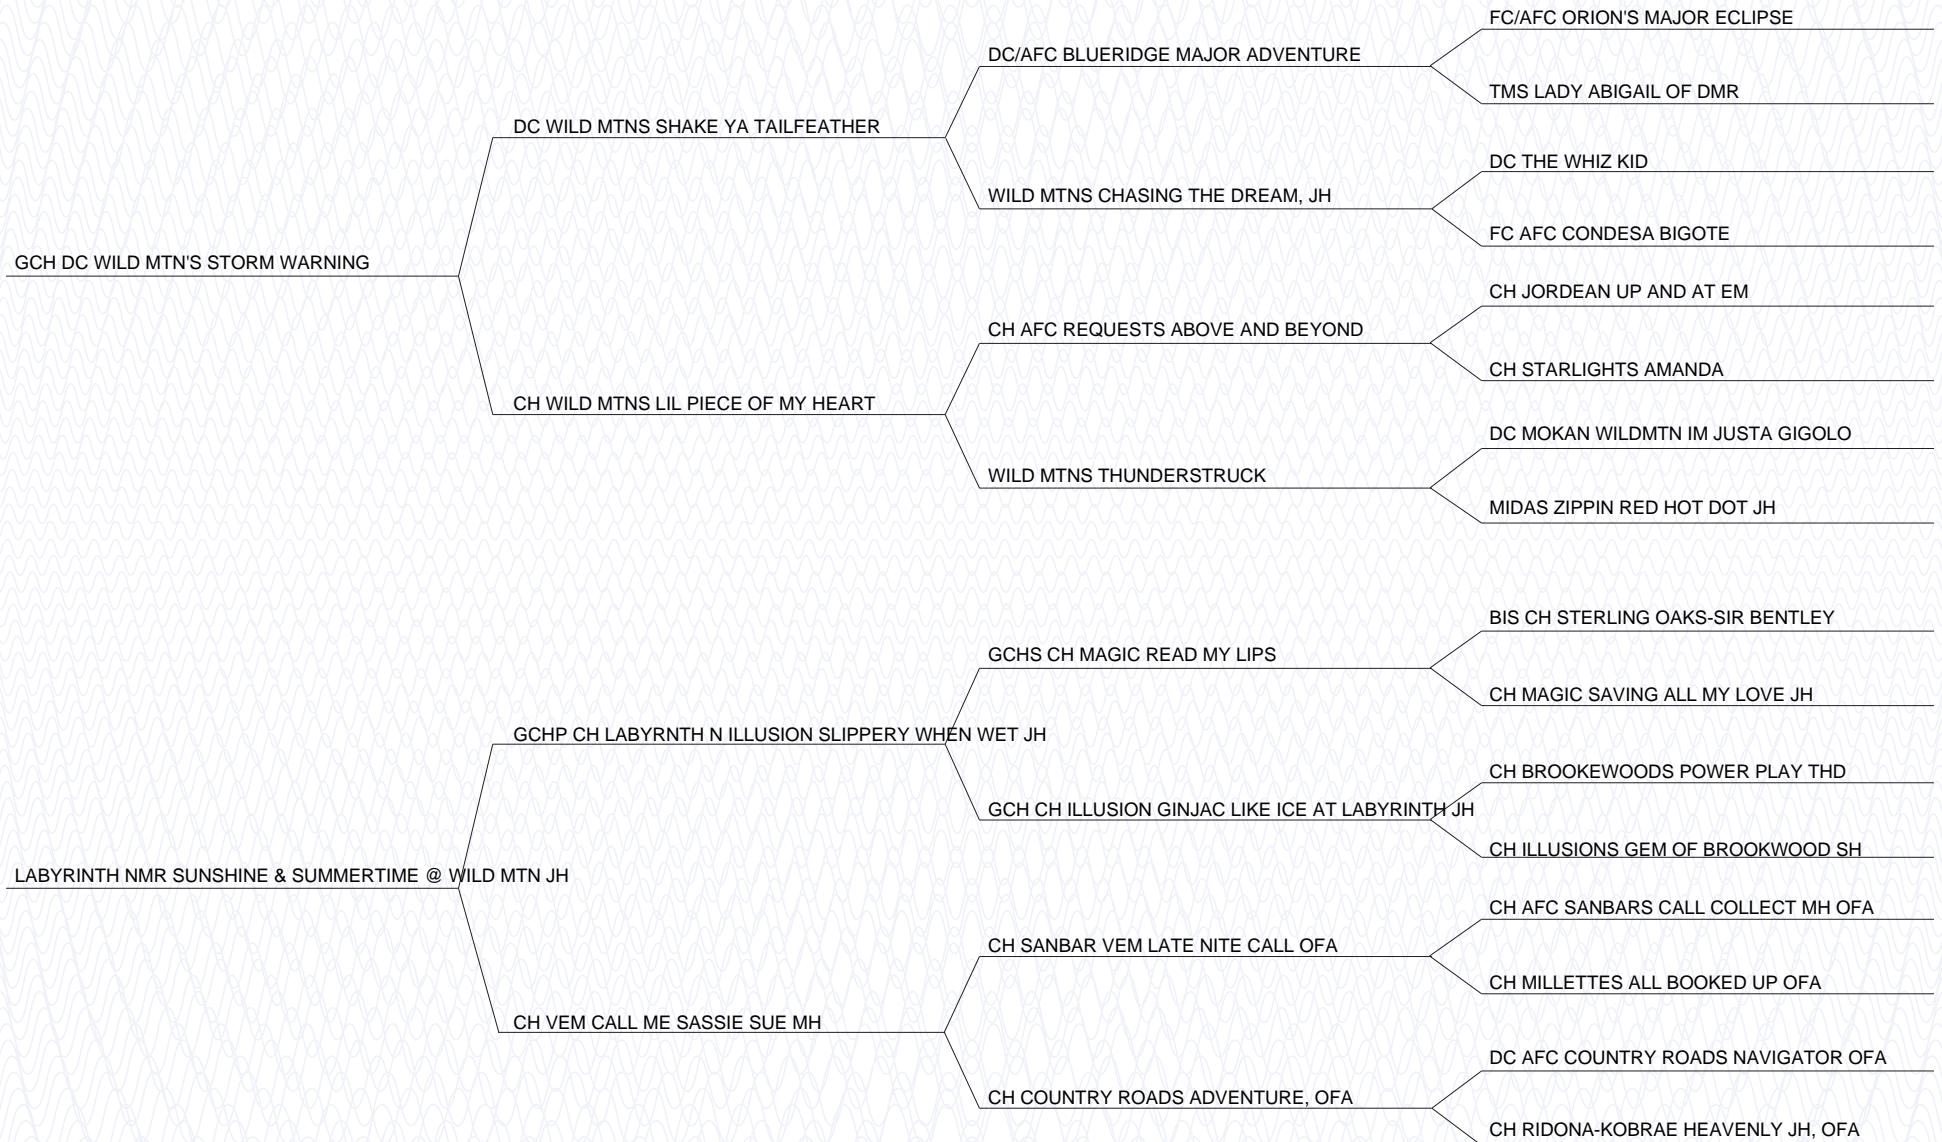 FC/AFC ORION'S MAJOR ECLIPSE
DC/AFC BLUERIDGE MAJOR ADVENTURE
TMS LADY ABIGAIL OF DMR
DC WILD MTNS SHAKE YA TAILFEATHER
DC THE WHIZ KID
WILD MTNS CHASING THE DREAM, JH
FC AFC CONDESA BIGOTE
GCH DC WILD MTN'S STORM WARNING
CH JORDEAN UP AND AT EM
CH AFC REQUESTS ABOVE AND BEYOND
CH STARLIGHTS AMANDA
CH WILD MTNS LIL PIECE OF MY HEART
DC MOKAN WILDMTN IM JUSTA GIGOLO
WILD MTNS THUNDERSTRUCK
MIDAS ZIPPIN RED HOT DOT JH
BIS CH STERLING OAKS-SIR BENTLEY
GCHS CH MAGIC READ MY LIPS
CH MAGIC SAVING ALL MY LOVE JH
GCHP CH LABYRNTH N ILLUSION SLIPPERY WHEN WET JH
CH BROOKEWOODS POWER PLAY THD
GCH CH ILLUSION GINJAC LIKE ICE AT LABYRINTH JH
CH ILLUSIONS GEM OF BROOKWOOD SH
LABYRINTH NMR SUNSHINE & SUMMERTIME @ WILD MTN JH
CH AFC SANBARS CALL COLLECT MH OFA
CH SANBAR VEM LATE NITE CALL OFA
CH MILLETTES ALL BOOKED UP OFA
CH VEM CALL ME SASSIE SUE MH
DC AFC COUNTRY ROADS NAVIGATOR OFA
CH COUNTRY ROADS ADVENTURE, OFA
CH RIDONA-KOBRAE HEAVENLY JH, OFA